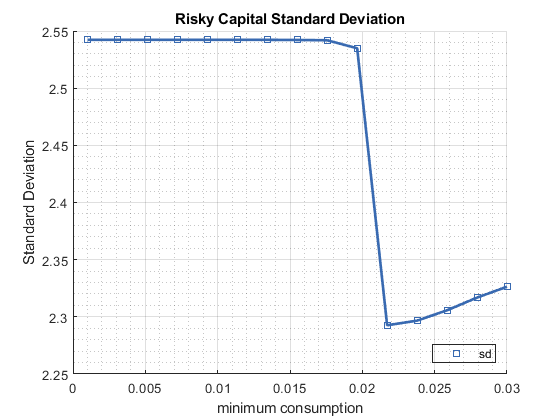 Risky Capital Standard Deviation
2.55
2.5
2.45
2.4
2.35
2.3
2.25
Standard Deviation
sd
0 0.005 0.01 0.015 0.02 0.025 0.03
minimum consumption